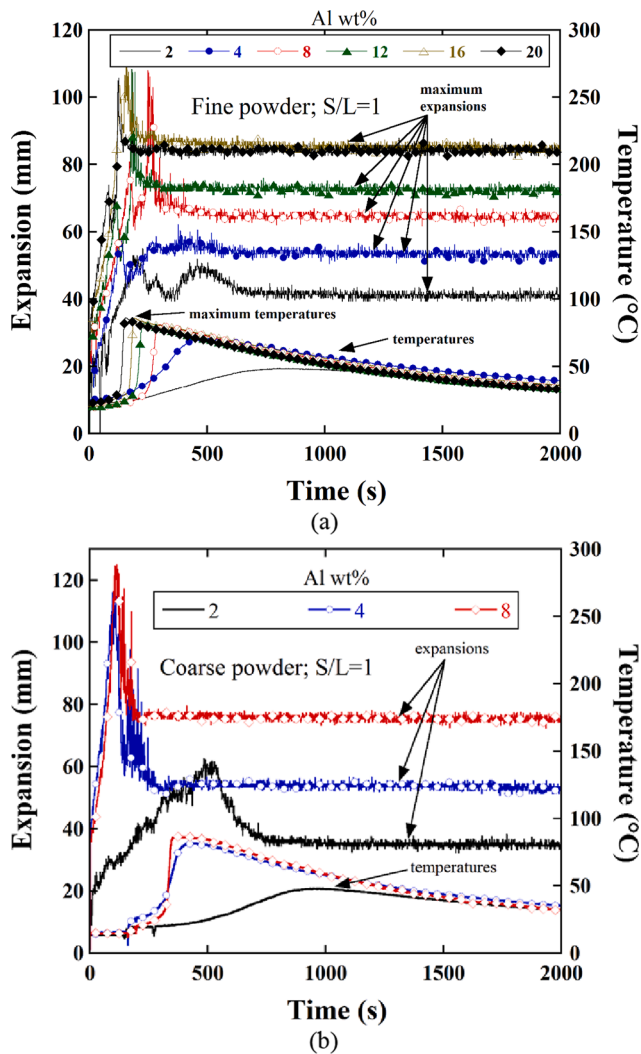 Al wt%
2 4 8 12 16 20
Fine powder; S/L=1
maximum
expansions
maximum temperatures
temperatures
Expansion (mm)
120
100
80
60
40
20
0
Temperature (°C)
300
250
200
150
100
50
0
0 500 1000 1500 2000
Time (s)
(a)
Al wt%
2 4 8
Coarse powder; S/L=1
expansions
temperatures
Expansion (mm)
120
100
80
60
40
20
0
Temperature (°C)
300
250
200
150
100
50
0
0 500 1000 1500 2000
Time (s)
(b)